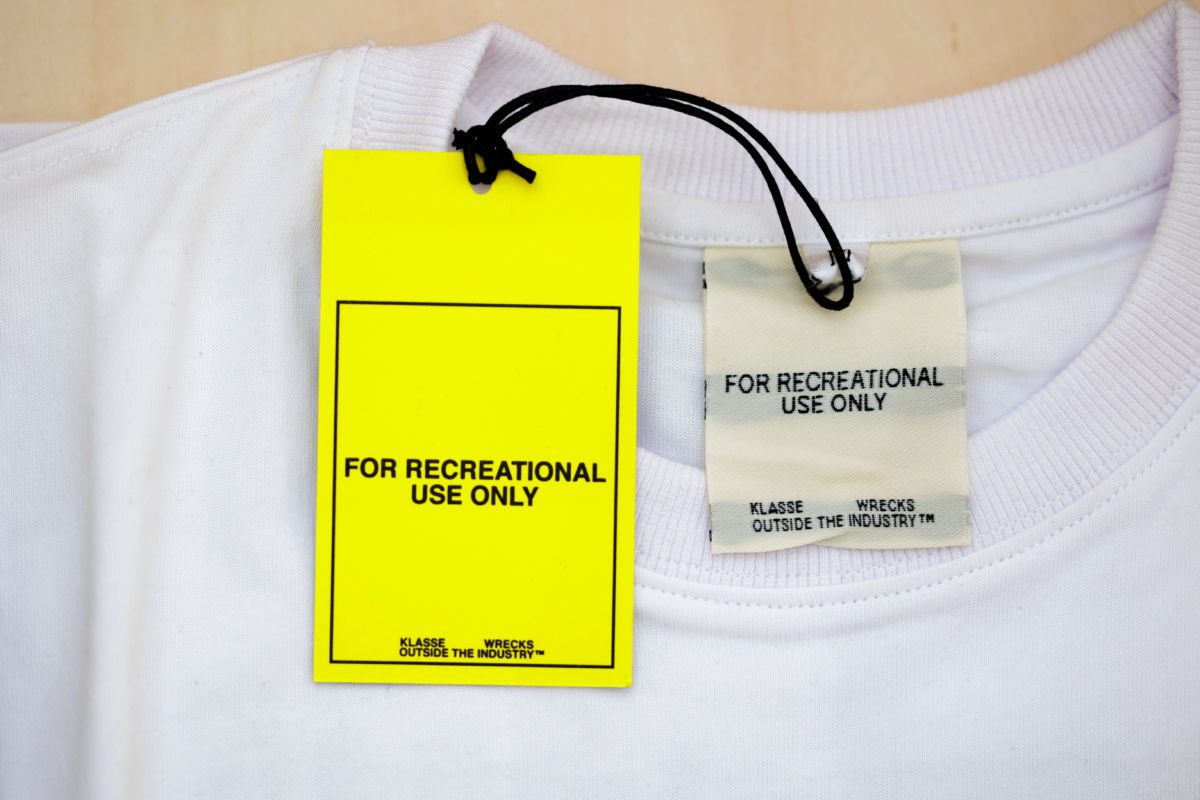 FOR RECREATIONAL
USE ONLY
KLASSE WRECKS
OUTSIDE THE INDUSTRY™
FOR RECREATIONAL
USE ONLY
KLASSE WRECKS
OUTSIDE THE INDUSTRY™